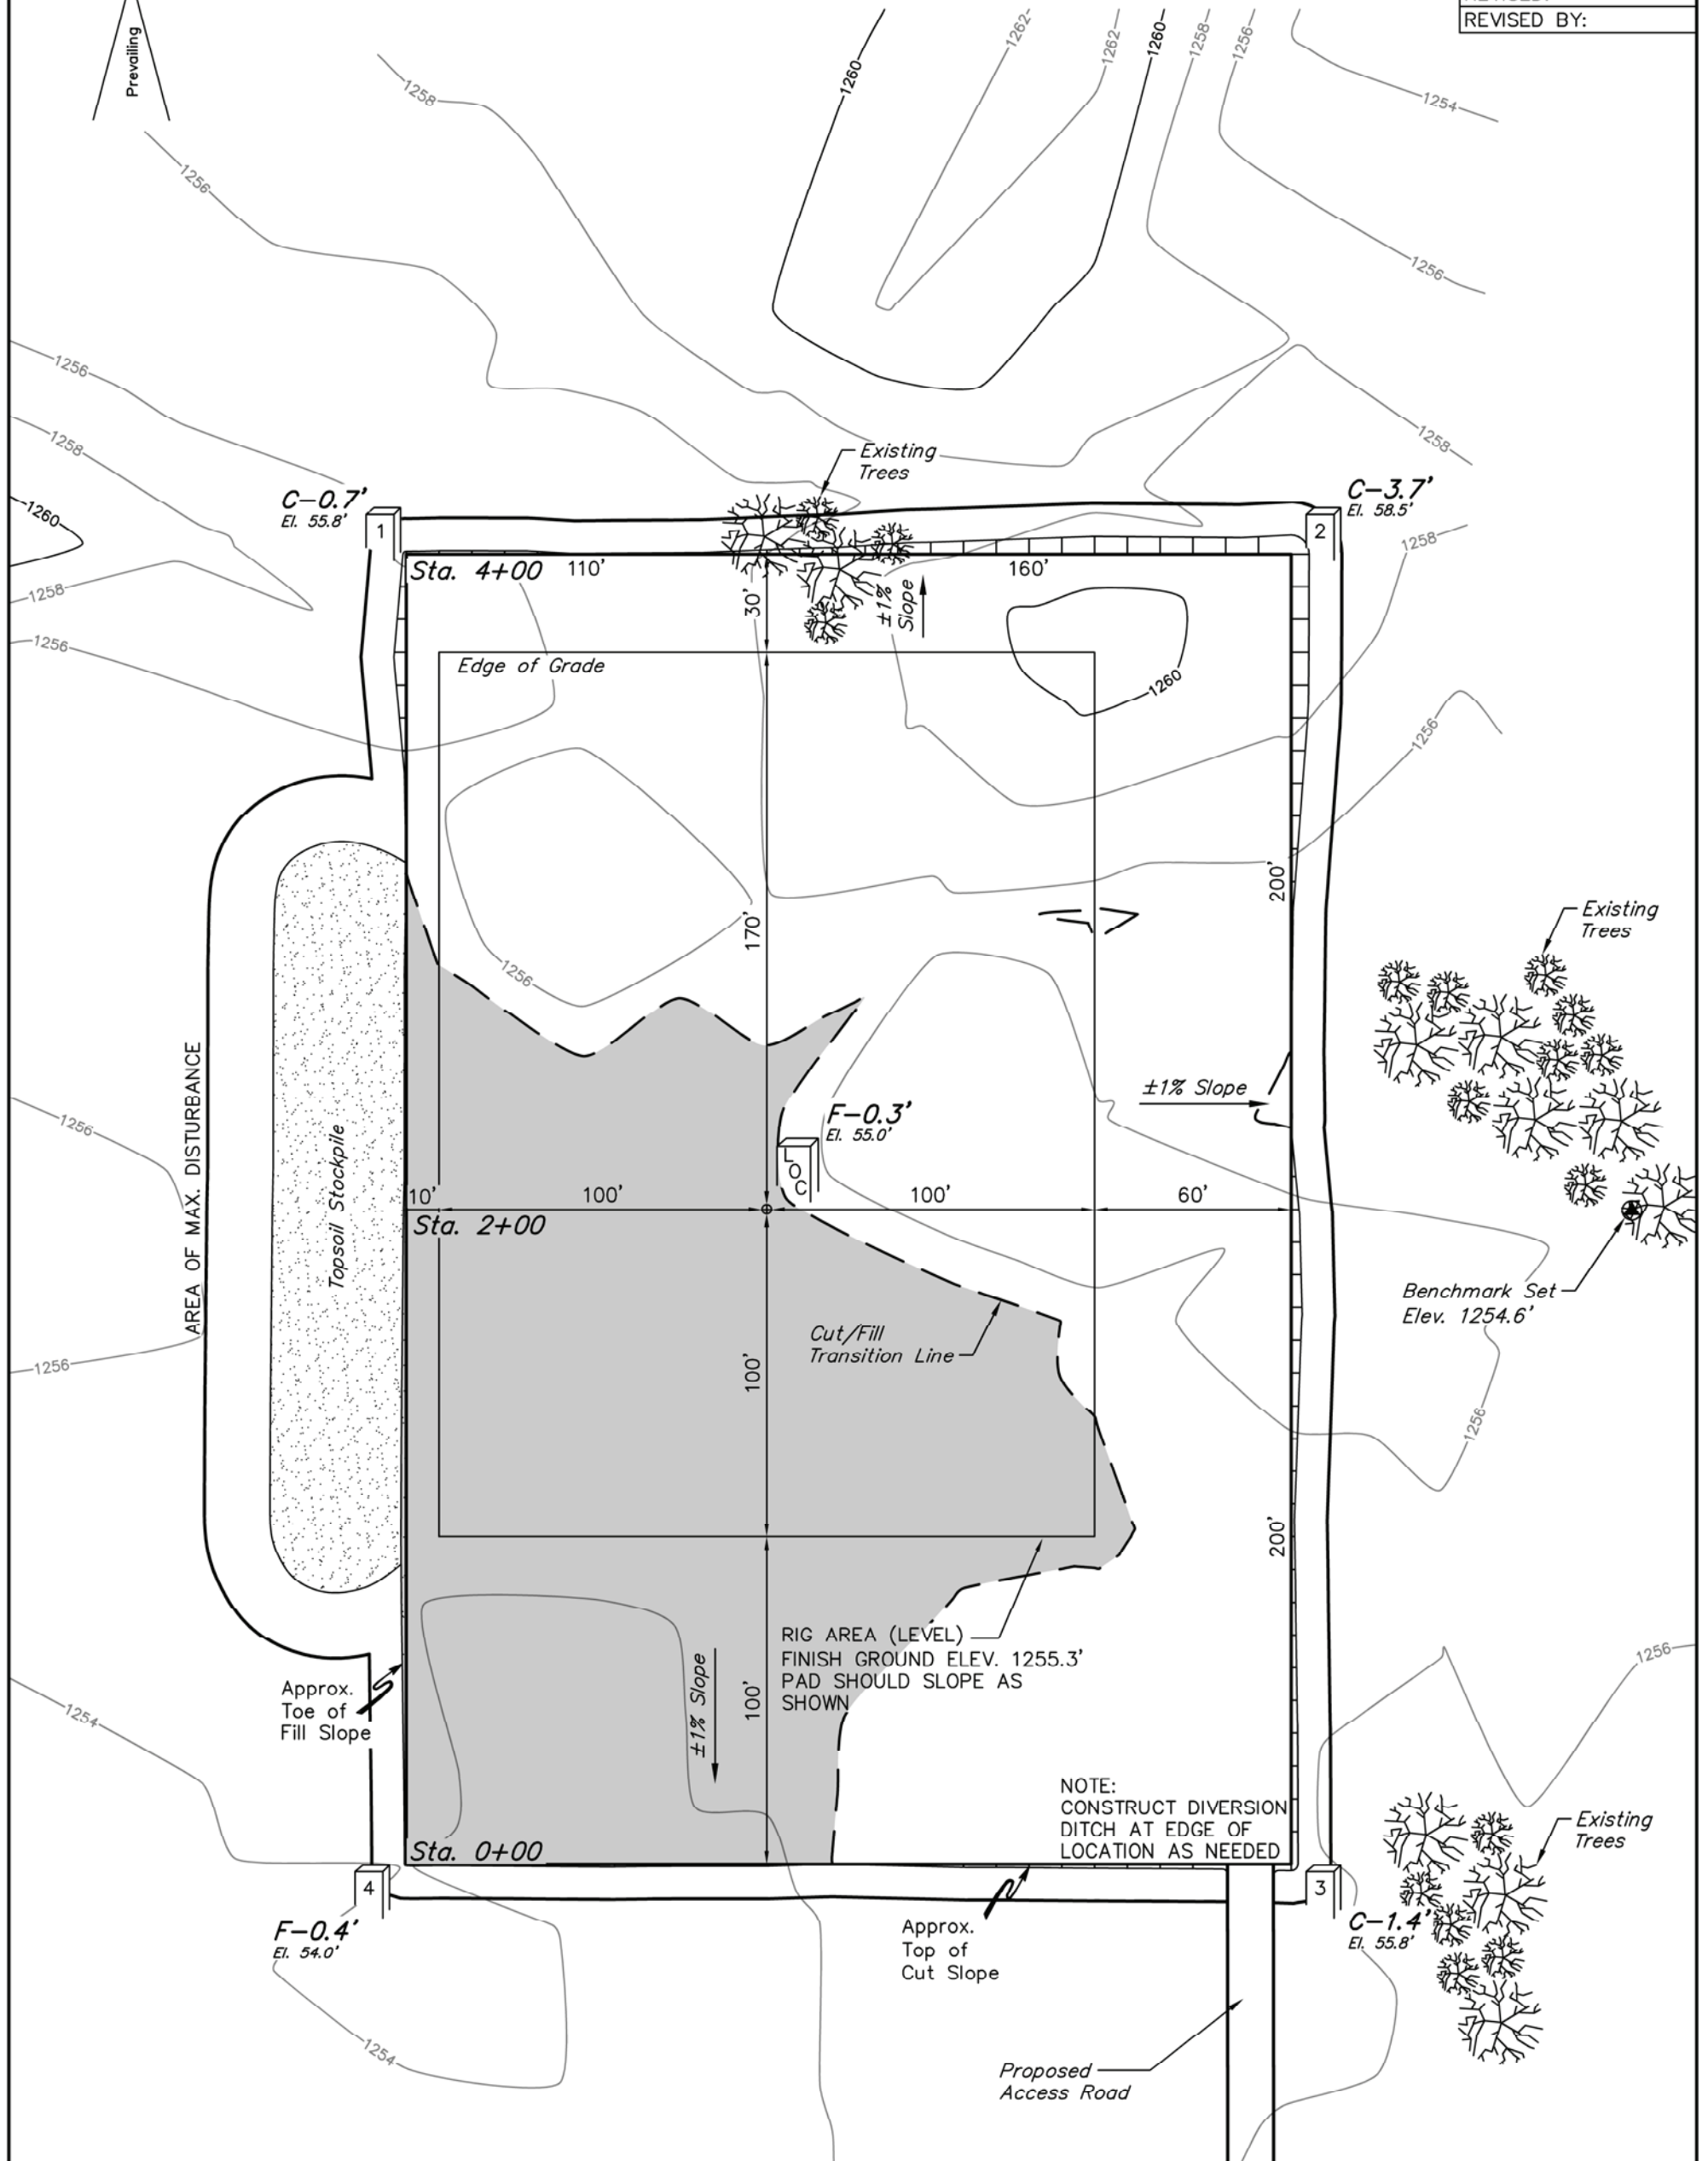 REVISED BY:
Prevailing
1262
1262
1260
1260
1258
1256
1258
1254
1256
1256
1256
1258
1258
1260
1258
1256
1258
Existing
Trees
C-0.7'
El. 55.8'
1
C-3.7'
El. 58.5'
2
Sta. 4+00
110'
160'
30'
±1%
Slope
Edge of Grade
1260
1256
200'
170'
1256
Existing
Trees
AREA OF MAX. DISTURBANCE
Topsoil Stockpile
1256
±1% Slope
F-0.3'
El. 55.0'
LOC
10'
100'
100'
60'
Sta. 2+00
Benchmark Set
Elev. 1254.6'
Cut/Fill
Transition Line
100'
1256
1256
200'
RIG AREA (LEVEL)
FINISH GROUND ELEV. 1255.3'
PAD SHOULD SLOPE AS
SHOWN
±1% Slope
100'
Approx.
Toe of
Fill Slope
1254
1256
NOTE:
CONSTRUCT DIVERSION
DITCH AT EDGE OF
LOCATION AS NEEDED
Existing
Trees
Sta. 0+00
4
3
F-0.4'
El. 54.0'
C-1.4'
El. 55.8'
Approx.
Top of
Cut Slope
1254
Proposed
Access Road